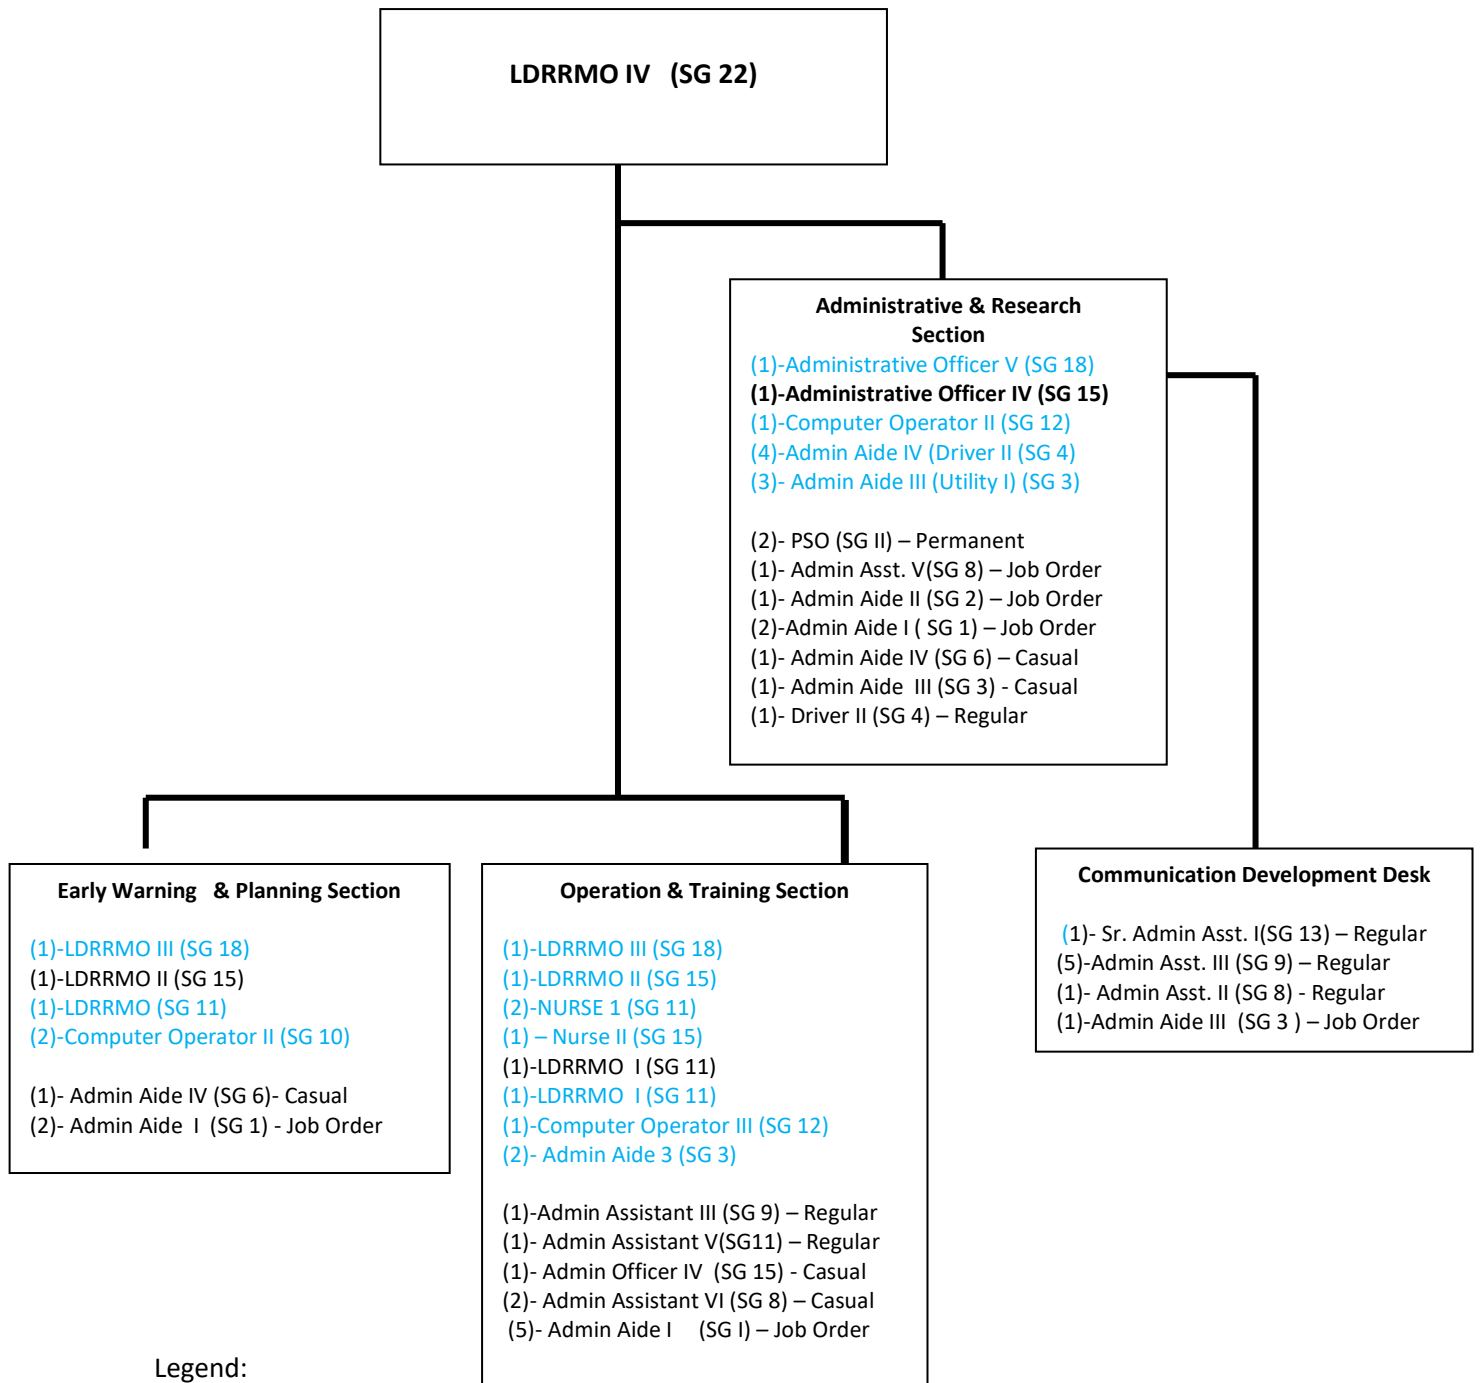 LDRRMO IV (SG 22)
Administrative & Research
Section
(1)-Administrative Officer V (SG 18)
(1)-Administrative Officer IV (SG 15)
(1)-Computer Operator II (SG 12)
(4)-Admin Aide IV (Driver II (SG 4)
(3)- Admin Aide III (Utility I) (SG 3)
(2)- PSO (SG II) – Permanent
(1)- Admin Asst. V(SG 8) – Job Order
(1)- Admin Aide II (SG 2) – Job Order
(2)-Admin Aide I ( SG 1) – Job Order
(1)- Admin Aide IV (SG 6) – Casual
(1)- Admin Aide III (SG 3) - Casual
(1)- Driver II (SG 4) – Regular
Early Warning & Planning Section
(1)-LDRRMO III (SG 18)
(1)-LDRRMO II (SG 15)
(1)-LDRRMO (SG 11)
(2)-Computer Operator II (SG 10)
(1)- Admin Aide IV (SG 6)- Casual
(2)- Admin Aide I (SG 1) - Job Order
Operation & Training Section
(1)-LDRRMO III (SG 18)
(1)-LDRRMO II (SG 15)
(2)-NURSE 1 (SG 11)
(1) – Nurse II (SG 15)
(1)-LDRRMO I (SG 11)
(1)-LDRRMO I (SG 11)
(1)-Computer Operator III (SG 12)
(2)- Admin Aide 3 (SG 3)
(1)-Admin Assistant III (SG 9) – Regular
(1)- Admin Assistant V(SG11) – Regular
(1)- Admin Officer IV (SG 15) - Casual
(2)- Admin Assistant VI (SG 8) – Casual
(5)- Admin Aide I (SG I) – Job Order
Communication Development Desk
(1)- Sr. Admin Asst. I(SG 13) – Regular
(5)-Admin Asst. III (SG 9) – Regular
(1)- Admin Asst. II (SG 8) - Regular
(1)-Admin Aide III (SG 3 ) – Job Order
Legend: